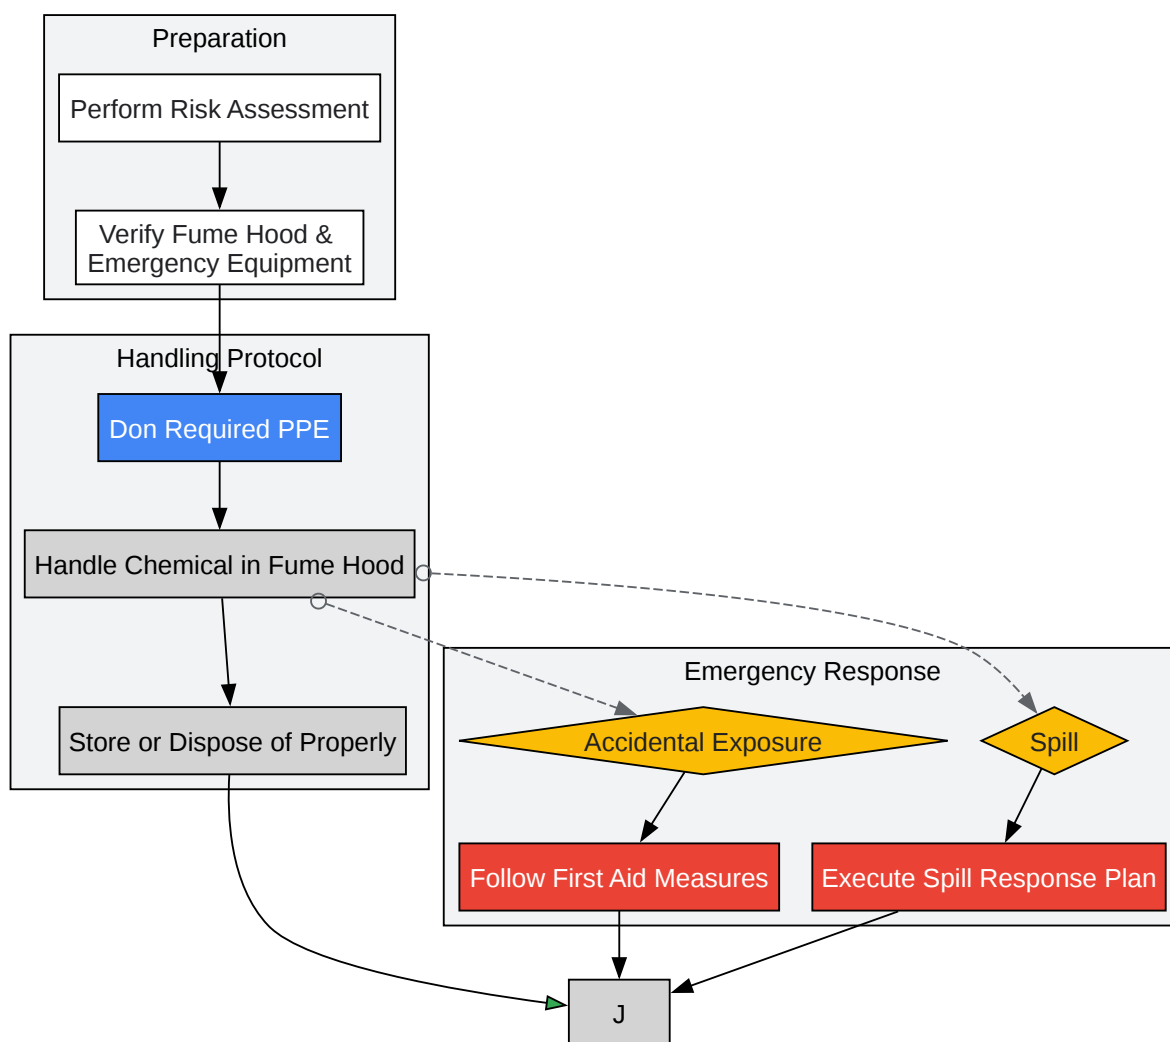 Preparation
Perform Risk Assessment
Verify Fume Hood &
Emergency Equipment
Handling Protocol
Don Required PPE
Handle Chemical in Fume Hood
Store or Dispose of Properly
Emergency Response
Accidental Exposure
Spill
Follow First Aid Measures
Execute Spill Response Plan
J